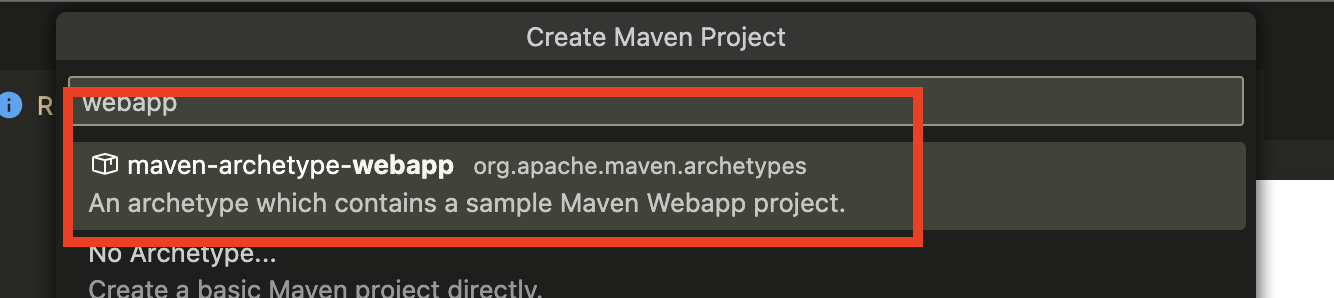 Create Maven Project
R
webapp
maven-archetype-webapp org.apache.maven.archetypes
An archetype which contains a sample Maven Webapp project.
No Archetype...
Create a basic Maven project directly.